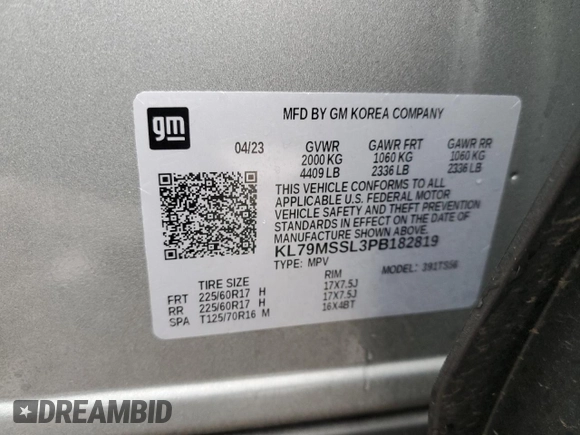 gm
MFD BY GM KOREA COMPANY
04/23 GVWR GAWR FRT GAWR RR
2000 KG 1060 KG 1060 KG
4409 LB 2336 LB 2336 LB
THIS VEHICLE CONFORMS TO ALL
APPLICABLE U.S. FEDERAL MOTOR
VEHICLE SAFETY AND THEFT PREVENTION
STANDARDS IN EFFECT ON THE DATE OF
MANUFACTURE SHOWN ABOVE.
KL79MSSL3PB182819
TYPE: MPV MODEL: 391TS56
TIRE SIZE RIM
FRT 225/60R17 H 17X7.5J
RR 225/60R17 H 17X7.5J
SPA T125/70R16 M 16X4BT
DREAMBID